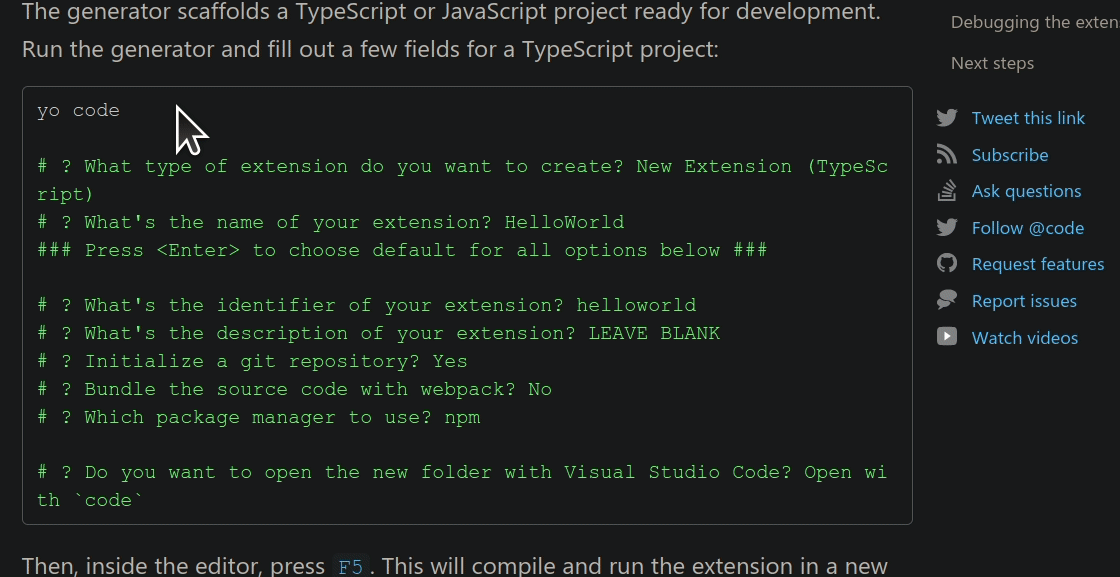 The generator scaffolds a TypeScript or JavaScript project ready for development.
Run the generator and fill out a few fields for a TypeScript project:
yo code
# ? What type of extension do you want to create? New Extension (TypeSc
ript)
# ? What's the name of your extension? HelloWorld
### Press <Enter> to choose default for all options below ###
# ? What's the identifier of your extension? helloworld
# ? What's the description of your extension? LEAVE BLANK
# ? Initialize a git repository? Yes
# ? Bundle the source code with webpack? No
# ? Which package manager to use? npm
# ? Do you want to open the new folder with Visual Studio Code? Open wi
th `code`
Then, inside the editor, press F5. This will compile and run the extension in a new
Debugging the exten
Next steps
Tweet this link
Subscribe
Ask questions
Follow @code
Request features
Report issues
Watch videos